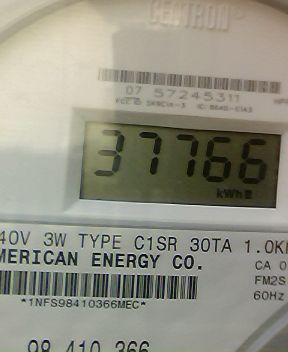 CENTRON®
07 57245311
37766
kWh
40V 3W TYPE C1SR 30TA 1.0K
MERICAN ENERGY CO.
CA 0
FM2S
60Hz
*1NFS98410366MEC*
98 410 366